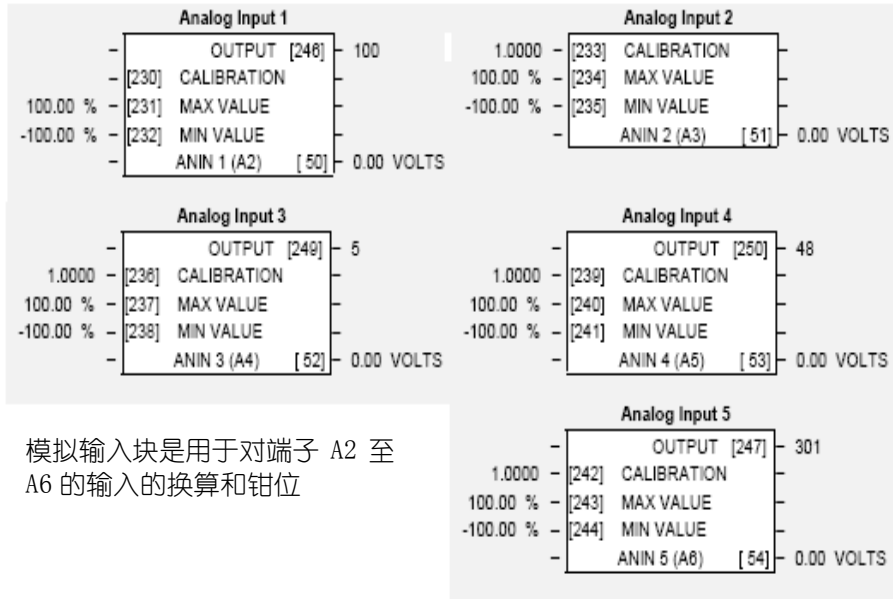 Analog Input 1
OUTPUT [246] 100
[230] CALIBRATION
100.00 % [231] MAX VALUE
-100.00 % [232] MIN VALUE
ANIN 1 (A2) [ 50] 0.00 VOLTS
Analog Input 2
1.0000 [233] CALIBRATION
100.00 % [234] MAX VALUE
-100.00 % [235] MIN VALUE
ANIN 2 (A3) [ 51] 0.00 VOLTS
Analog Input 3
OUTPUT [249] 5
1.0000 [236] CALIBRATION
100.00 % [237] MAX VALUE
-100.00 % [238] MIN VALUE
ANIN 3 (A4) [ 52] 0.00 VOLTS
Analog Input 4
OUTPUT [250] 48
1.0000 [239] CALIBRATION
100.00 % [240] MAX VALUE
-100.00 % [241] MIN VALUE
ANIN 4 (A5) [ 53] 0.00 VOLTS
模拟输入块是用于对端子 A2 至
A6 的输入的换算和钳位
Analog Input 5
OUTPUT [247] 301
1.0000 [242] CALIBRATION
100.00 % [243] MAX VALUE
-100.00 % [244] MIN VALUE
ANIN 5 (A6) [ 54] 0.00 VOLTS